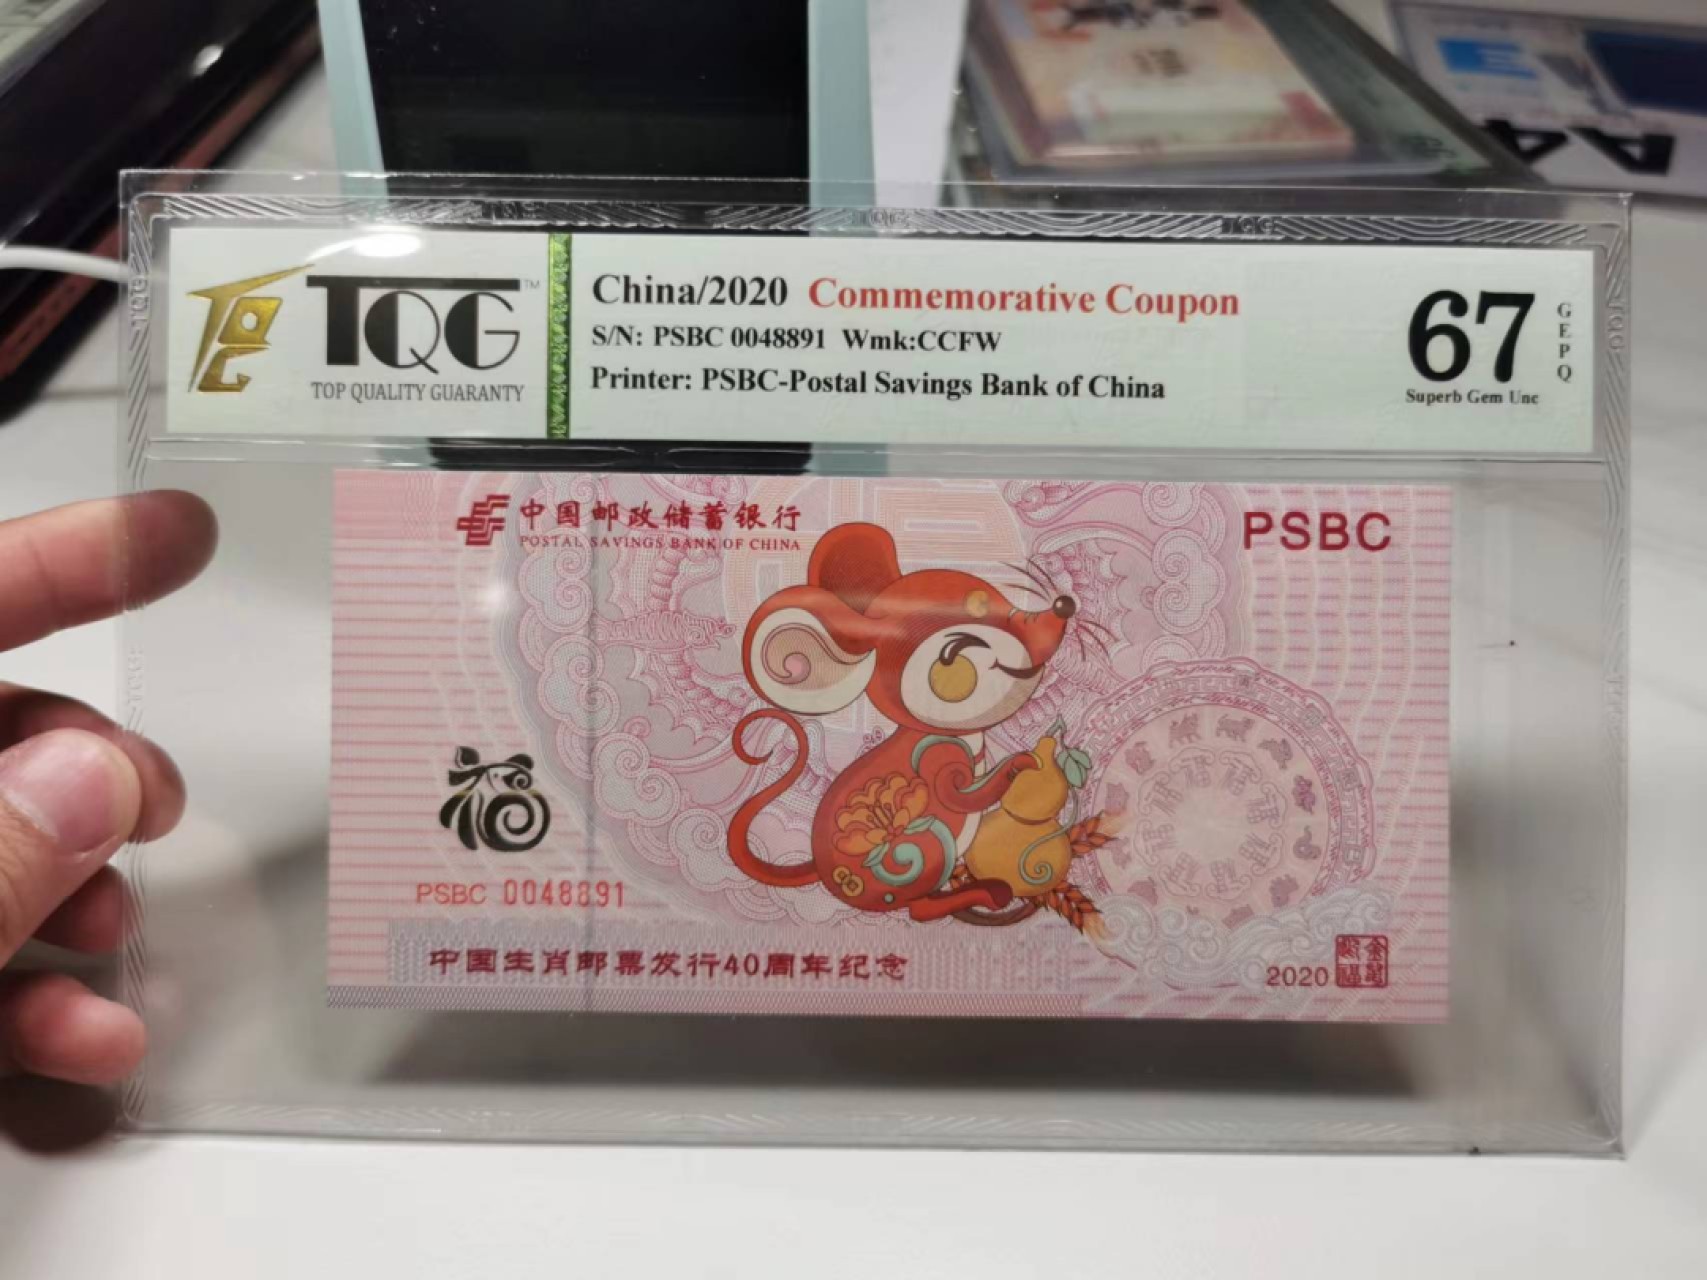 TQG™
TOP QUALITY GUARANTY
China/2020 Commemorative Coupon
S/N: PSBC 0048891 Wmk:CCFW
Printer: PSBC-Postal Savings Bank of China
67
GEPQ
Superb Gem Unc
中国邮政储蓄银行
POSTAL SAVINGS BANK OF CHINA
PSBC
PSBC 0048891
中国生肖邮票发行40周年纪念
2020